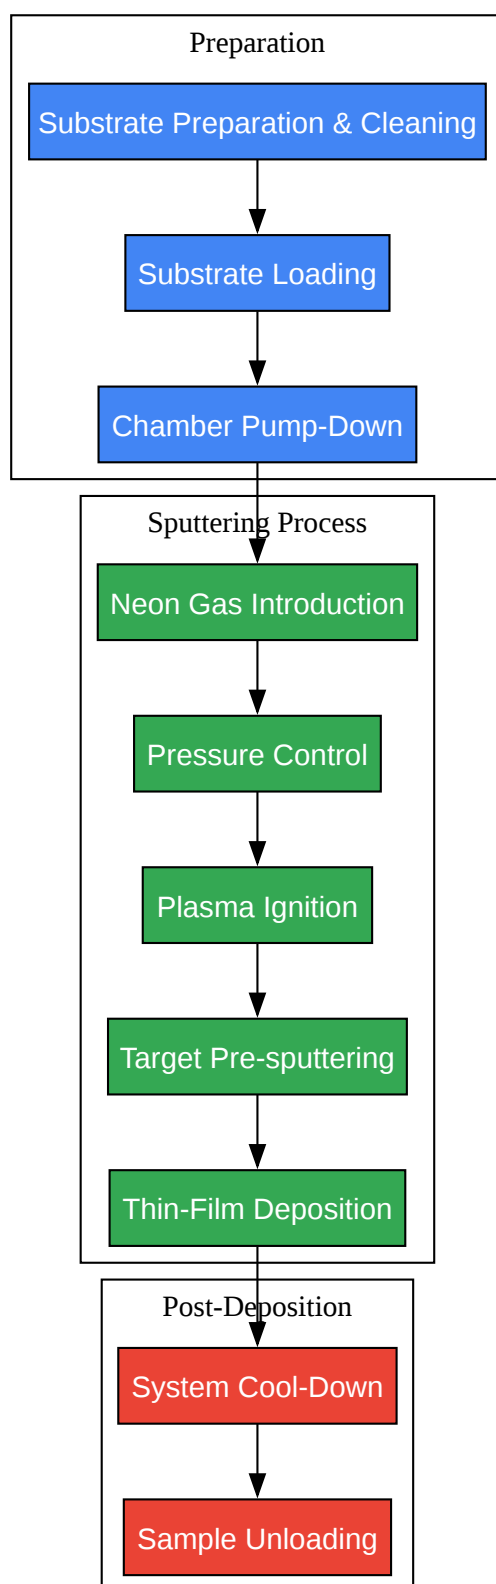 Preparation
Substrate Preparation & Cleaning
Substrate Loading
Chamber Pump-Down
Sputtering Process
Neon Gas Introduction
Pressure Control
Plasma Ignition
Target Pre-sputtering
Thin-Film Deposition
Post-Deposition
System Cool-Down
Sample Unloading